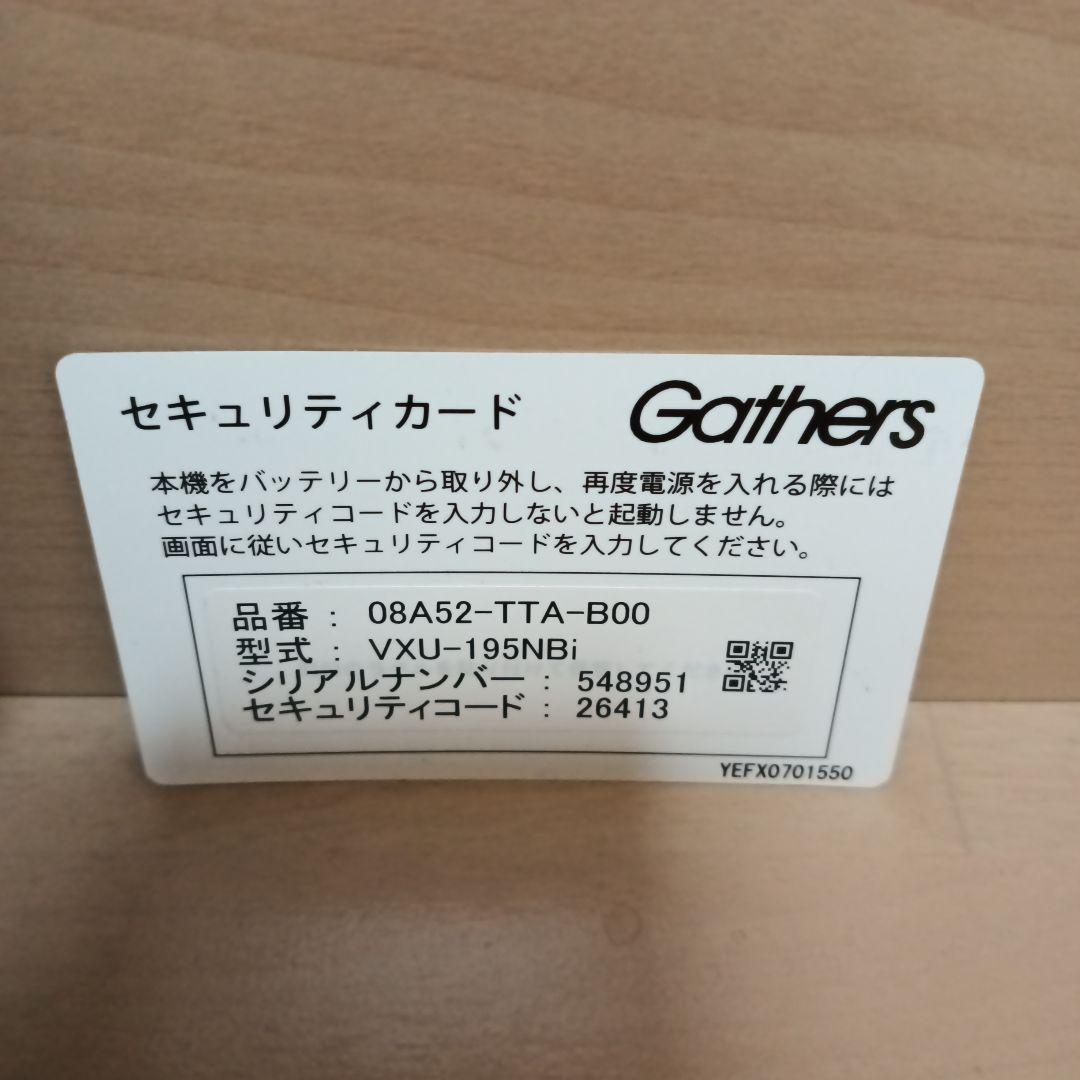 セキュリティカード Gathers
本機をバッテリーから取り外し、再度電源を入れる際には
セキュリティコードを入力しないと起動しません。
画面に従いセキュリティコードを入力してください。
品番 : 08A52-TTA-B00
型式 : VXU-195NBi
シリアルナンバー : 548951
セキュリティコード : 26413
YEFX0701550